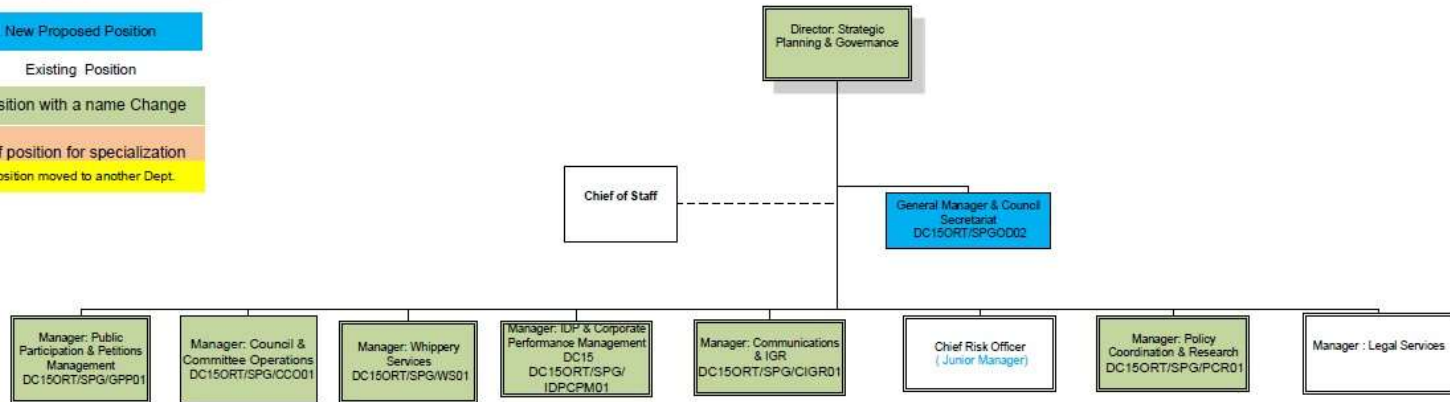 New Proposed Position
Existing Position
sition with a name Change
f position for specialization
osition moved to another Dept.
Director: Strategic
Planning & Governance
Chief of Staff
General Manager & Council
Secretariat
DC15ORT/SPGOD02
Manager: Public
Participation & Petitions
Management
DC15ORT/SPG/GPP01
Manager: Council &
Committee Operations
DC15ORT/SPG/CCO01
Manager: Whippery
Services
DC15ORT/SPG/WS01
Manager: IDP & Corporate
Performance Management
DC15
DC15ORT/SPG/
IDPCPM01
Manager: Communications
& IGR
DC15ORT/SPG/CIGR01
Chief Risk Officer
( Junior Manager)
Manager: Policy
Coordination & Research
DC15ORT/SPG/PCR01
Manager : Legal Services